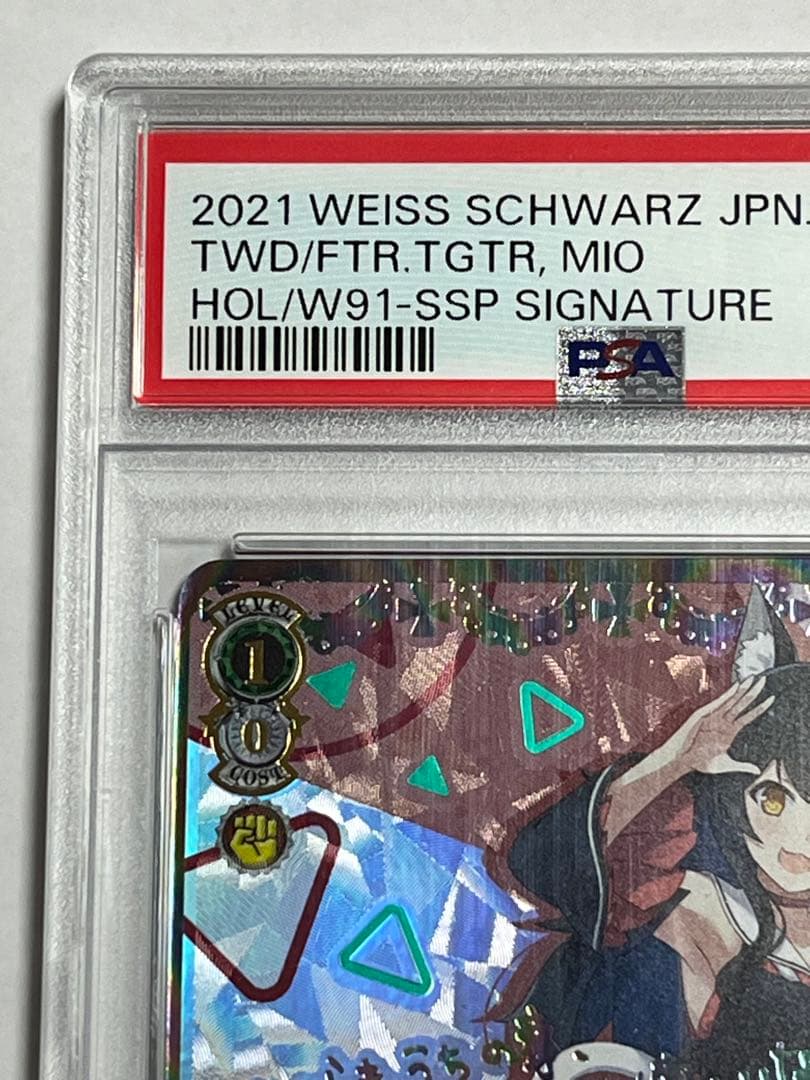 2021 WEISS SCHWARZ JPN.
TWD/FTR.TGTR, MIO
HOL/W91-SSP SIGNATURE
PSA
LEVEL
1
0
COST